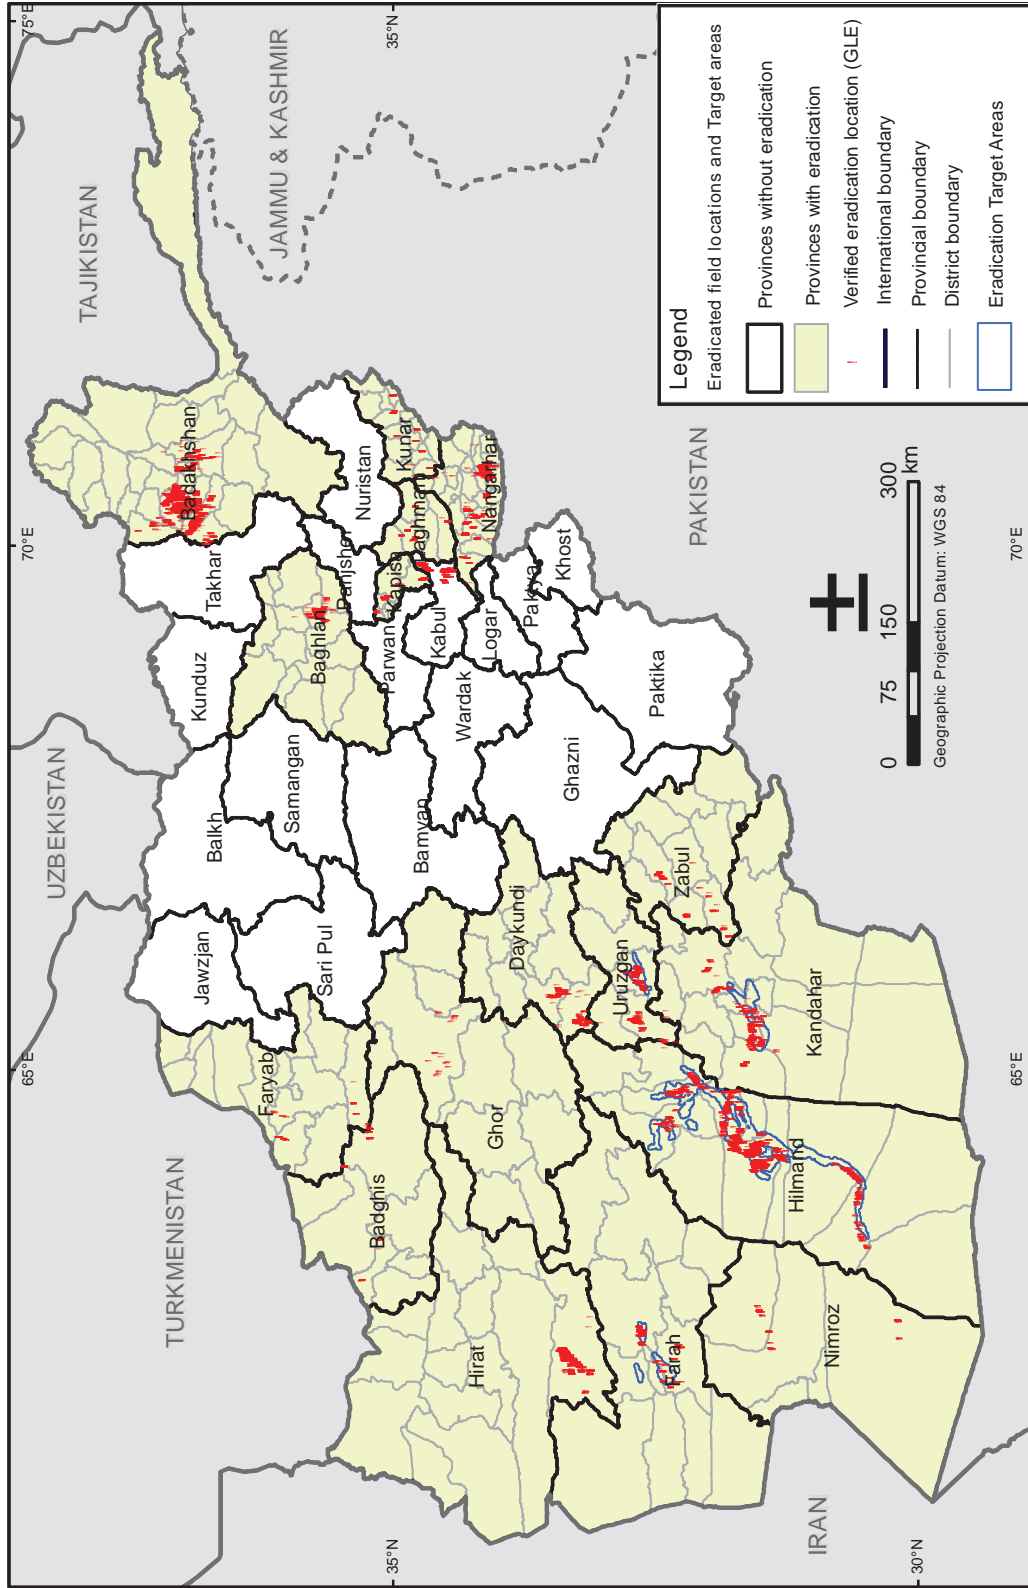 65°E
70°E
75°E
35°N
35°N
30°N
UZBEKISTAN
TAJIKISTAN
TURKMENISTAN
JAMMU & KASHMIR
PAKISTAN
IRAN
Badakhshan
Takhar
Kunduz
Balkh
Jawzjan
Samangan
Sari Pul
Faryab
Baghlan
Panjsher
Nuristan
Kunar
Laghman
Kapisa
Nangarhar
Parwan
Kabul
Bamyan
Wardak
Logar
Paktya
Khost
Badghis
Ghor
Hirat
Daykundi
Ghazni
Paktika
Uruzgan
Zabul
Farah
Hilmand
Kandahar
Nimroz
65°E
70°E
0 75 150 300
km
Geographic Projection Datum: WGS 84
Legend
Eradicated field locations and Target areas
Provinces without eradication
Provinces with eradication
Verified eradication location (GLE)
International boundary
Provincial boundary
District boundary
Eradication Target Areas